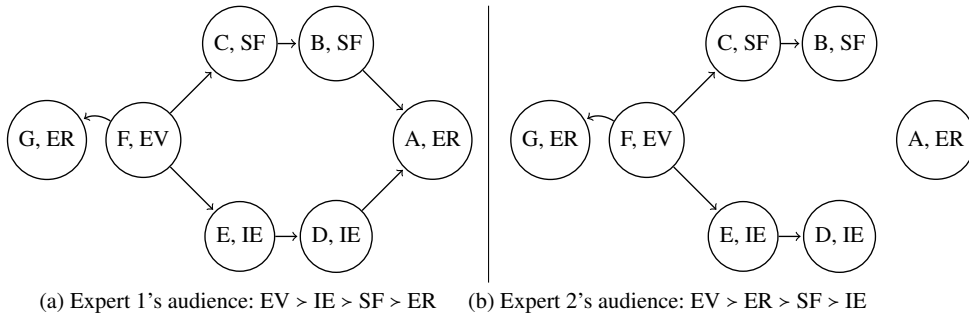 C, SF
B, SF
C, SF
B, SF
G, ER
F, EV
A, ER
G, ER
F, EV
A, ER
E, IE
D, IE
E, IE
D, IE
(a) Expert 1's audience: EV ≻ IE ≻ SF ≻ ER
(b) Expert 2's audience: EV ≻ ER ≻ SF ≻ IE